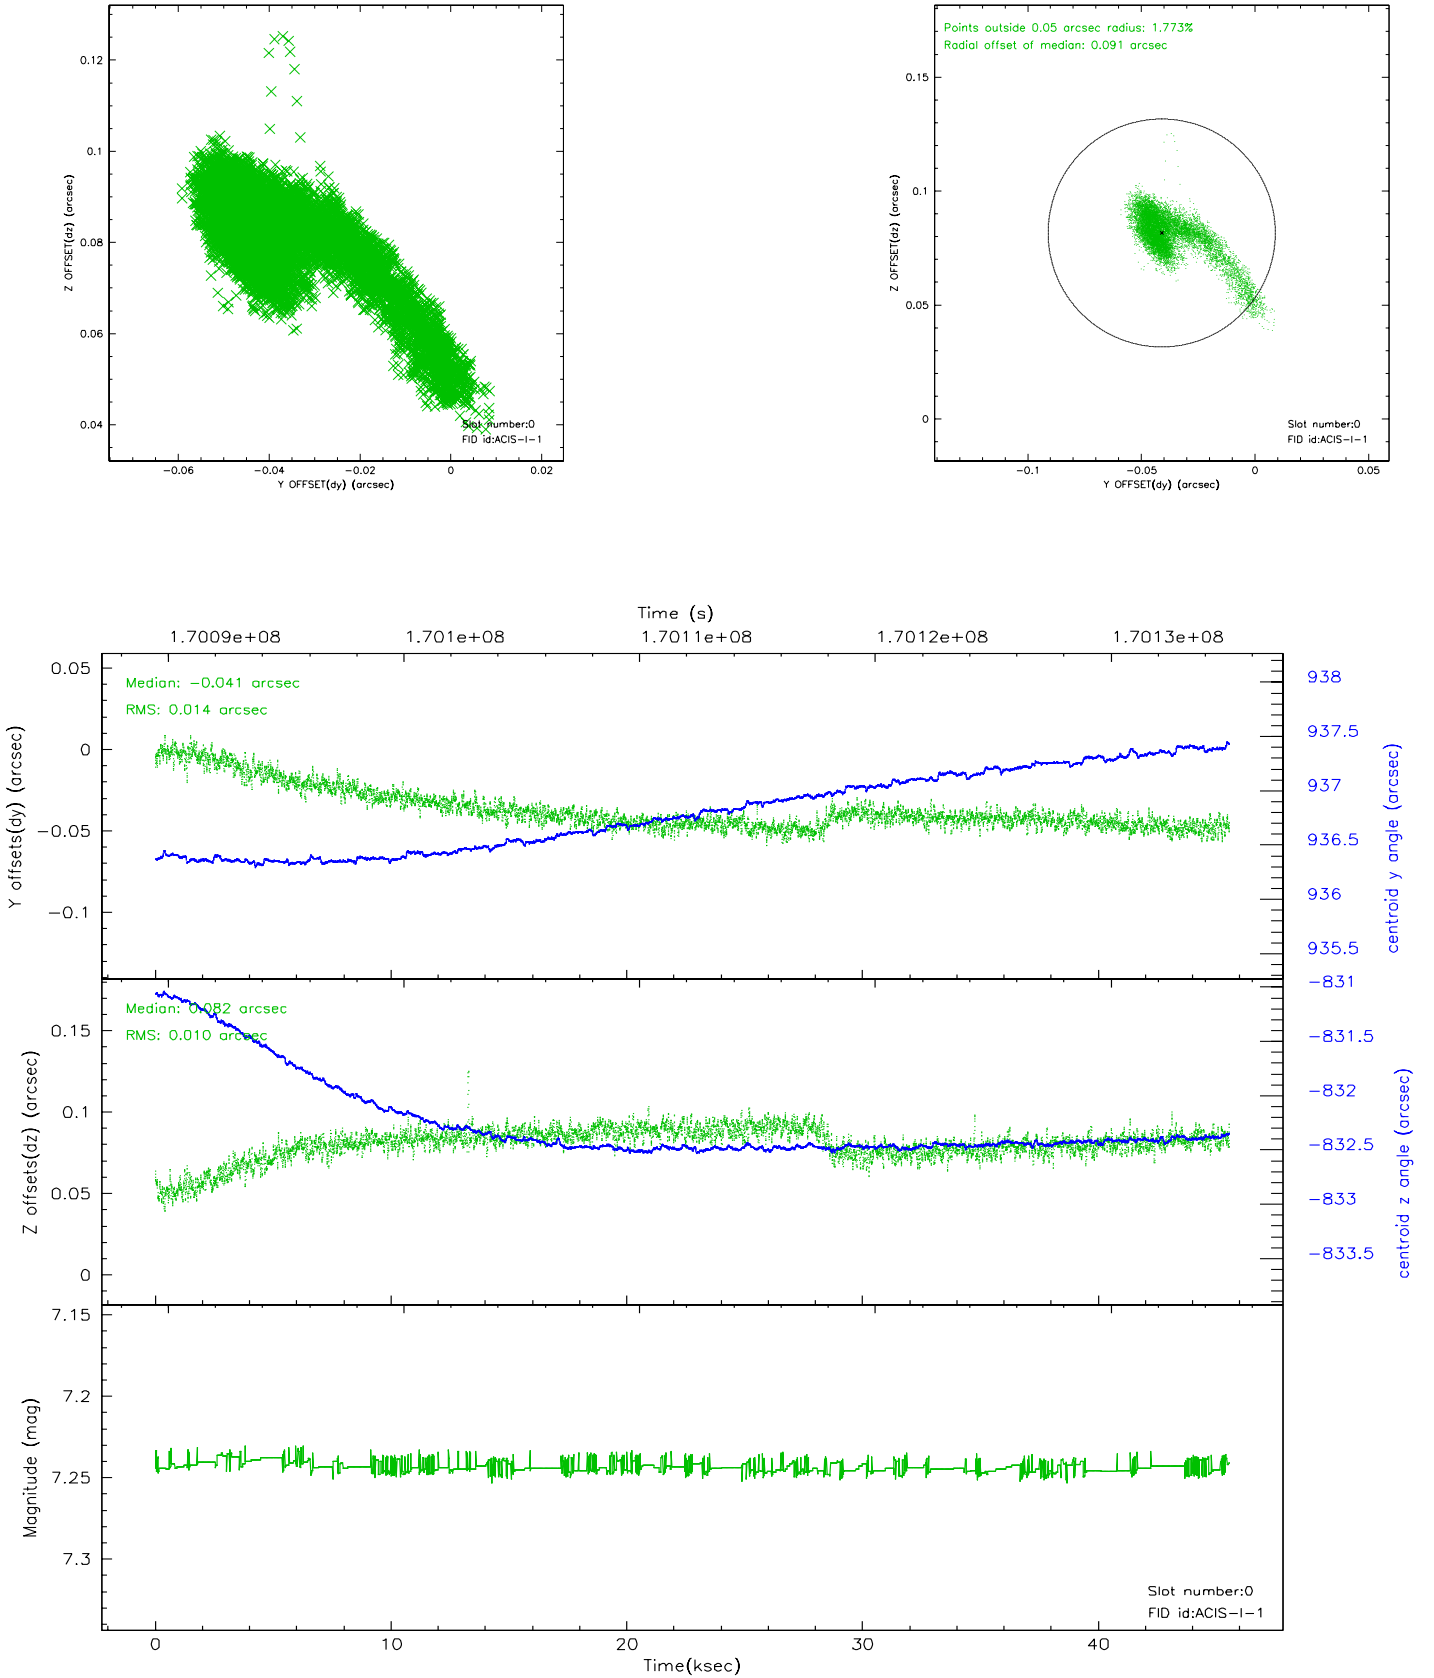 0.12
0.1
0.08
0.06
0.04
Z OFFSET(dz) (arcsec)
−0.06 −0.04 −0.02 0 0.02
Y OFFSET(dy) (arcsec)
Slot number:0
FID id:ACIS−I−1
Points outside 0.05 arcsec radius: 1.773%
Radial offset of median: 0.091 arcsec
0.15
0.1
0.05
0
Z OFFSET(dz) (arcsec)
−0.1 −0.05 0 0.05
Y OFFSET(dy) (arcsec)
Slot number:0
FID id:ACIS−I−1
Time (s)
1.7009e+08 1.701e+08 1.7011e+08 1.7012e+08 1.7013e+08
Median: −0.041 arcsec
RMS: 0.014 arcsec
0.05
0
−0.05
−0.1
Y offsets(dy) (arcsec)
938
937.5
937
936.5
936
935.5
centroid y angle (arcsec)
Median: 0.082 arcsec
RMS: 0.010 arcsec
0.15
0.1
0.05
0
Z offsets(dz) (arcsec)
−831
−831.5
−832
−832.5
−833
−833.5
centroid z angle (arcsec)
7.15
7.2
7.25
7.3
Magnitude (mag)
Slot number:0
FID id:ACIS−I−1
0 10 20 30 40
Time(ksec)